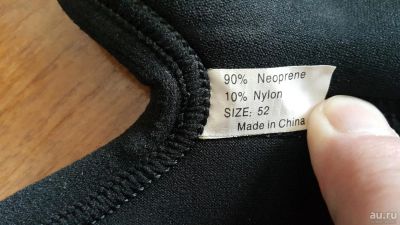 90% Neoprene
10% Nylon
SIZE: 52
Made in China
au.ru